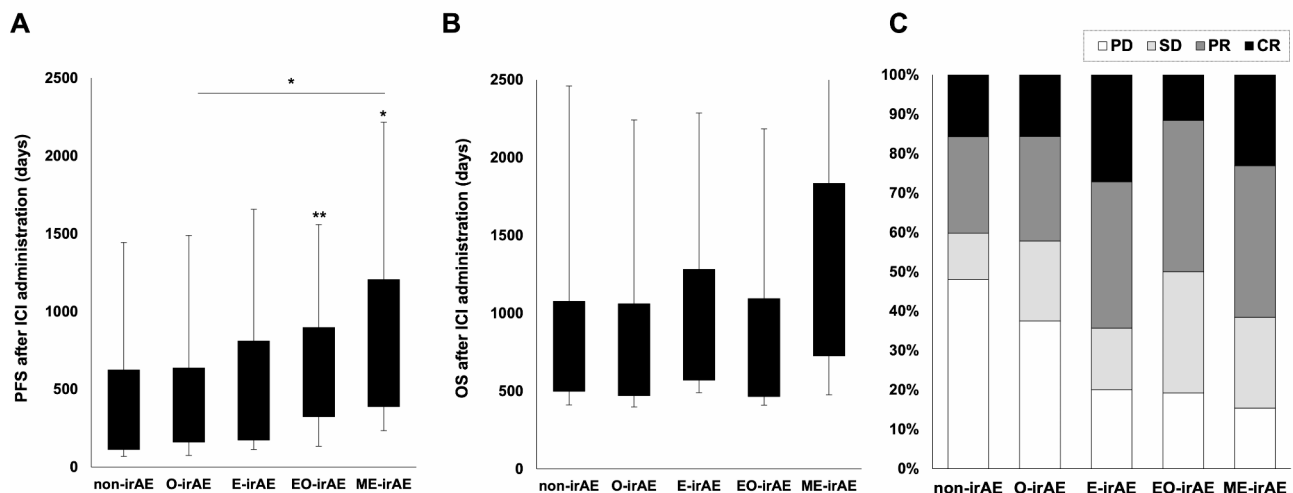 A
PFS after ICI administration (days)
2500
2000
1500
1000
500
0
*
*
**
non-irAE O-irAE E-irAE EO-irAE ME-irAE
B
OS after ICI administration (days)
2500
2000
1500
1000
500
0
non-irAE O-irAE E-irAE EO-irAE ME-irAE
C
PD SD PR CR
100%
90%
80%
70%
60%
50%
40%
30%
20%
10%
0%
non-irAE O-irAE E-irAE EO-irAE ME-irAE